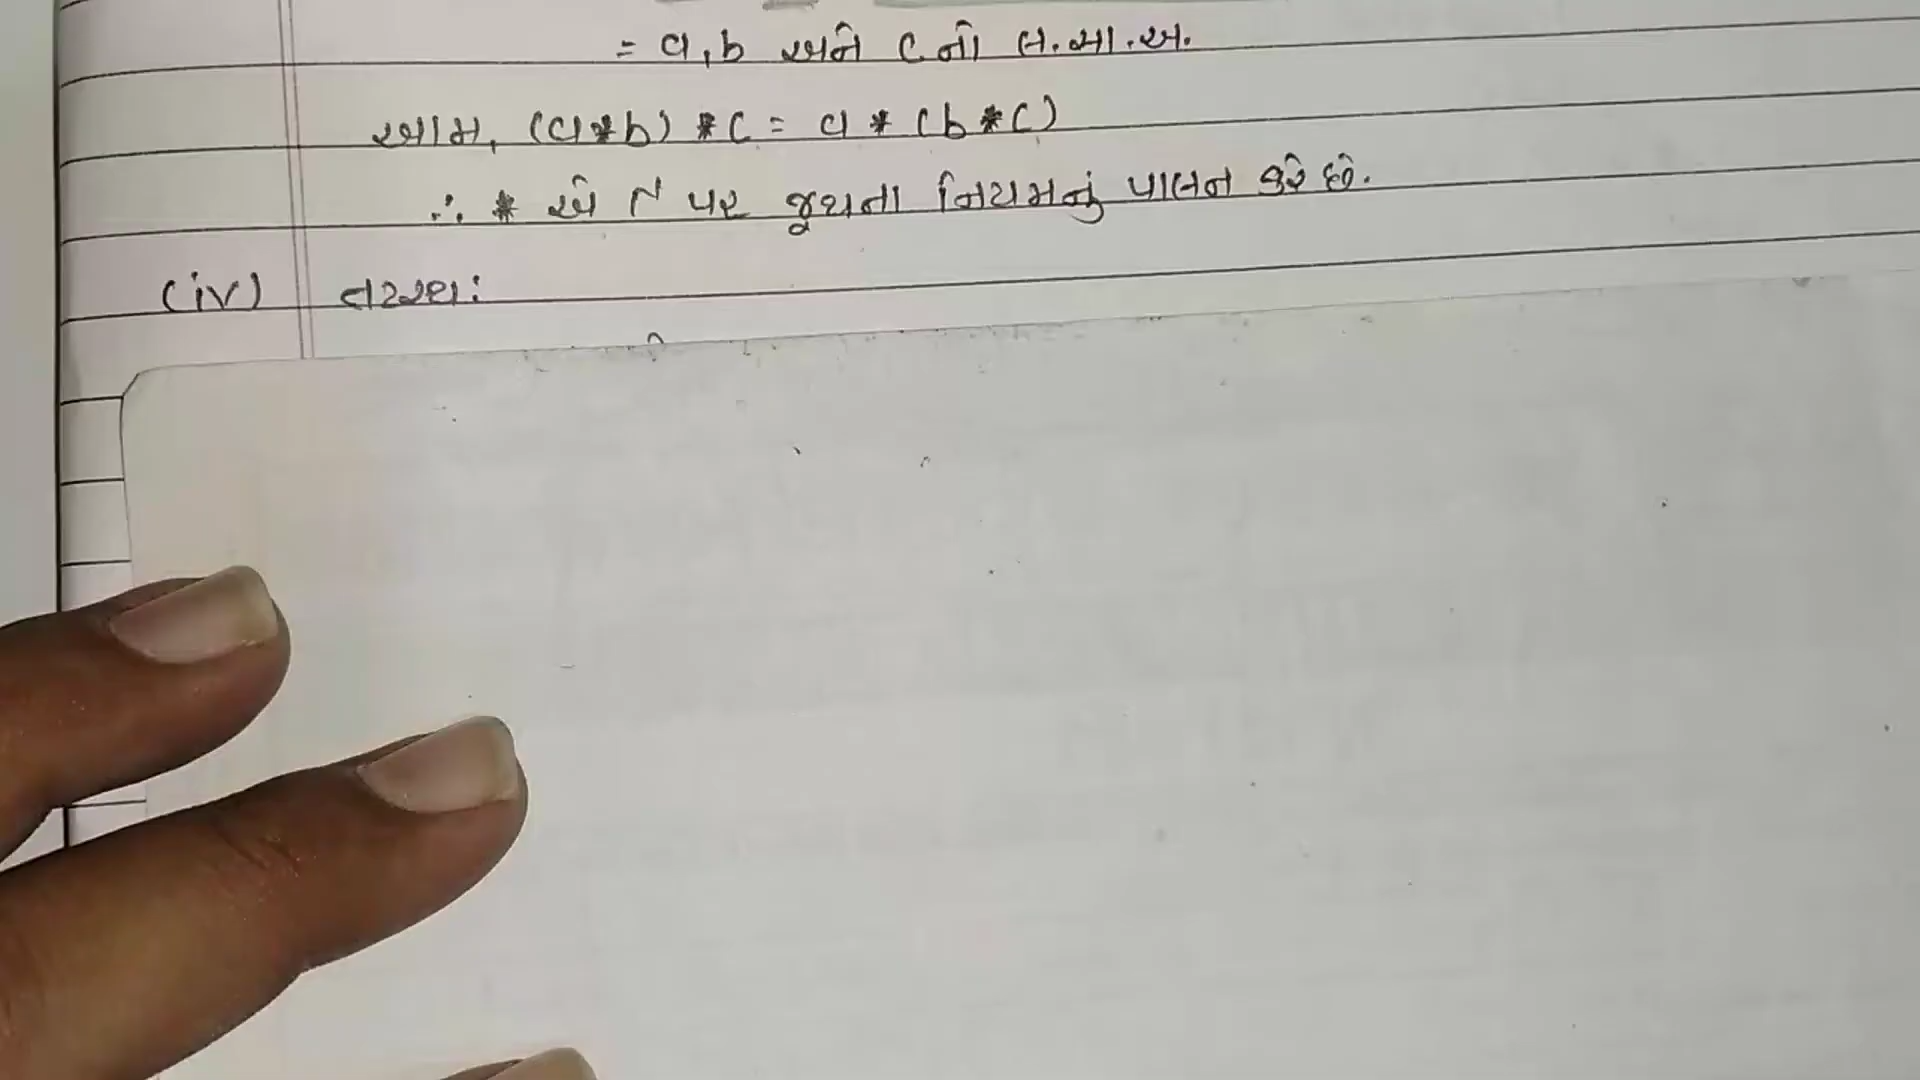 = a, b અને c નો લ.સા.અ.
આમ, (a*b) * c = a * (b*c)
∴ * એ N પર જૂથના નિયમનું પાલન કરે છે.
(iv) તટસ્થ: